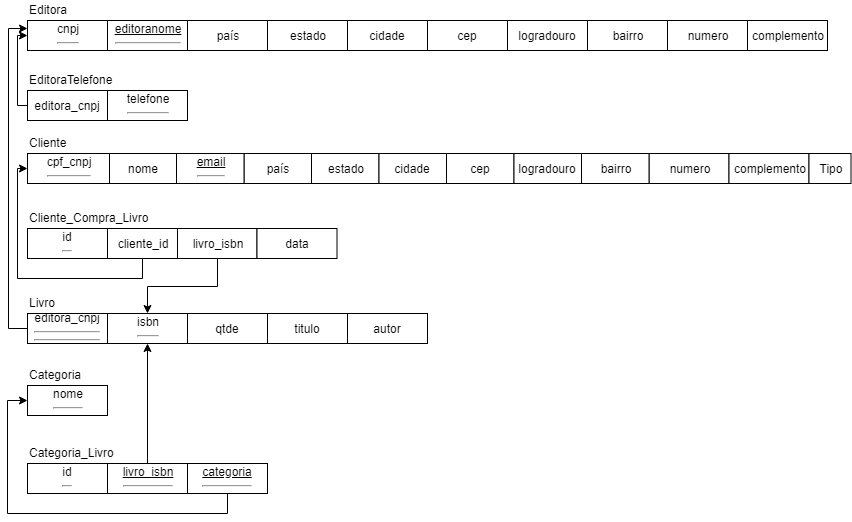 Editora
cnpj editoranome país estado cidade cep logradouro bairro numero complemento
EditoraTelefone
editora_cnpj telefone
Cliente
cpf_cnpj nome email país estado cidade cep logradouro bairro numero complemento Tipo
Cliente_Compra_Livro
id cliente_id livro_isbn data
Livro
editora_cnpj isbn qtde titulo autor
Categoria
nome
Categoria_Livro
id livro_isbn categoria